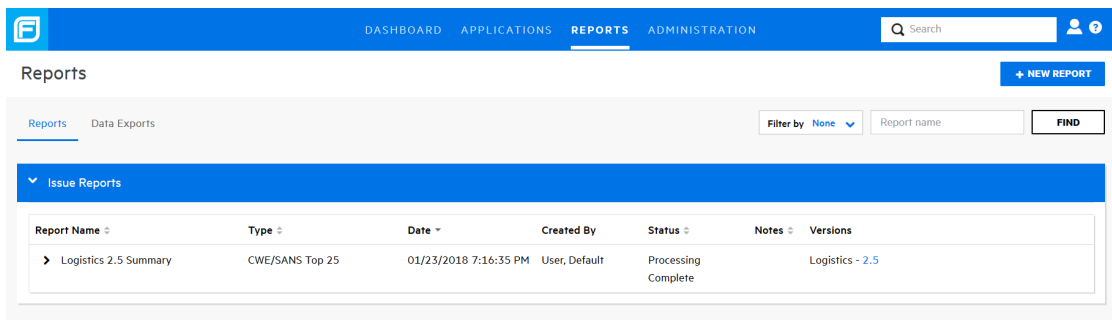 DASHBOARD APPLICATIONS REPORTS ADMINISTRATION Search ?
Reports + NEW REPORT
Reports Data Exports Filter by None Report name FIND
Issue Reports
Report Name Type Date Created By Status Notes Versions
Logistics 2.5 Summary CWE/SANS Top 25 01/23/2018 7:16:35 PM User, Default Processing Logistics - 2.5
Complete